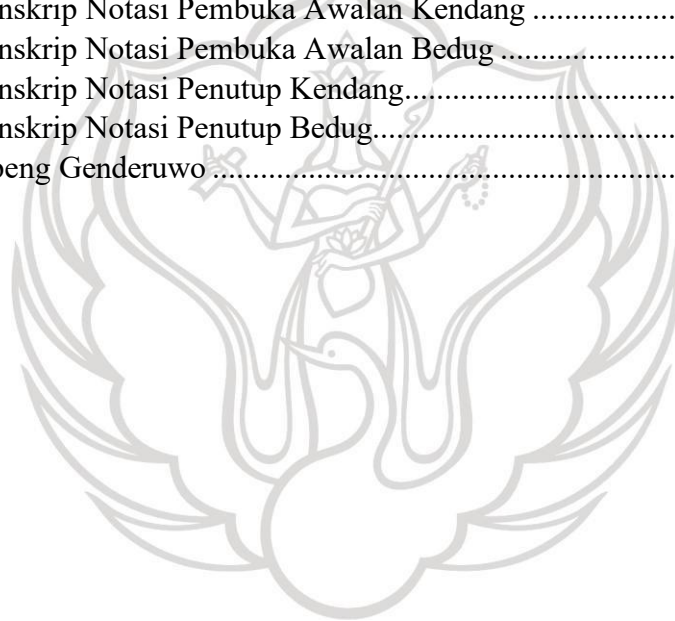 nskrip Notasi Pembuka Awalan Kendang ..................
nskrip Notasi Pembuka Awalan Bedug ......................
nskrip Notasi Penutup Kendang...................................
nskrip Notasi Penutup Bedug.......................................
peng Genderuwo ...........................................................